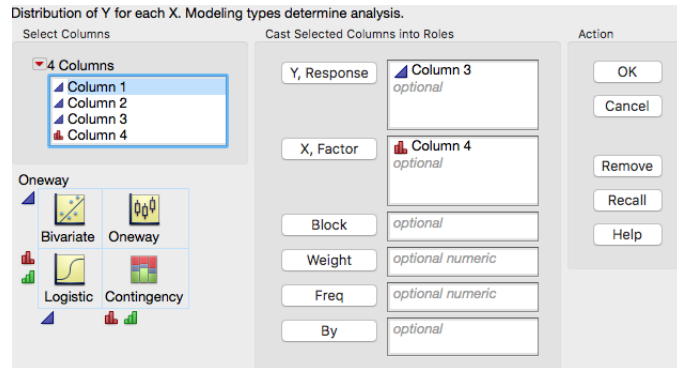 Distribution of Y for each X. Modeling types determine analysis.
Select Columns
4 Columns
Column 1
Column 2
Column 3
Column 4
Oneway
Bivariate Oneway
Logistic Contingency
Cast Selected Columns into Roles
Y, Response
Column 3
optional
X, Factor
Column 4
optional
Block optional
Weight optional numeric
Freq optional numeric
By optional
Action
OK
Cancel
Remove
Recall
Help